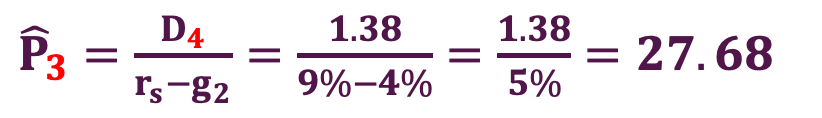 P̂₃ = D₄ / (rₛ−g₂) = 1.38 / (9%−4%) = 1.38 / 5% = 27.68